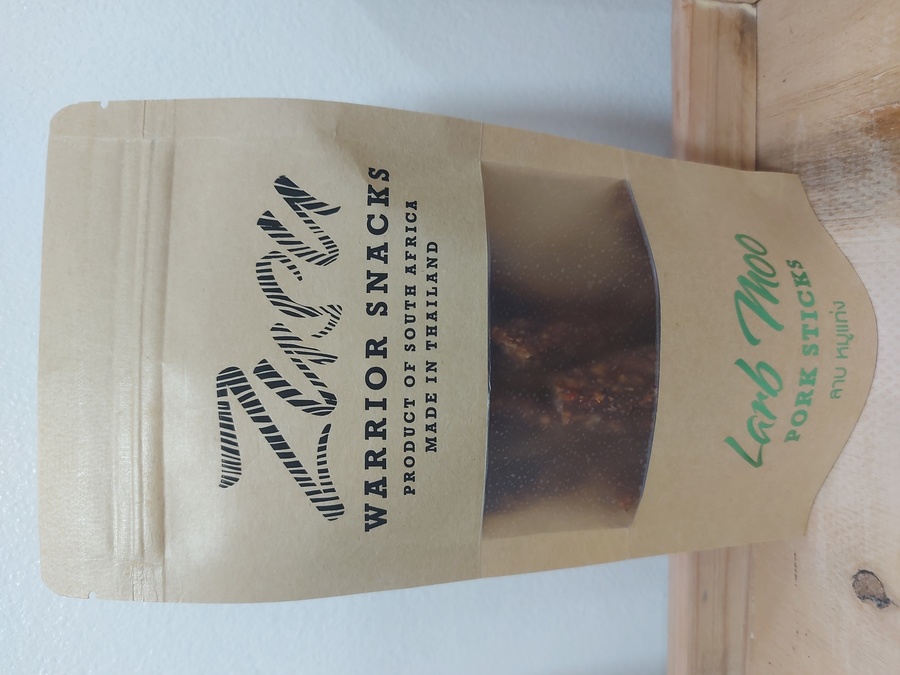 Zuru
WARRIOR SNACKS
PRODUCT OF SOUTH AFRICA
MADE IN THAILAND
Larb Moo
PORK STICKS
ลาบ หมูแท่ง